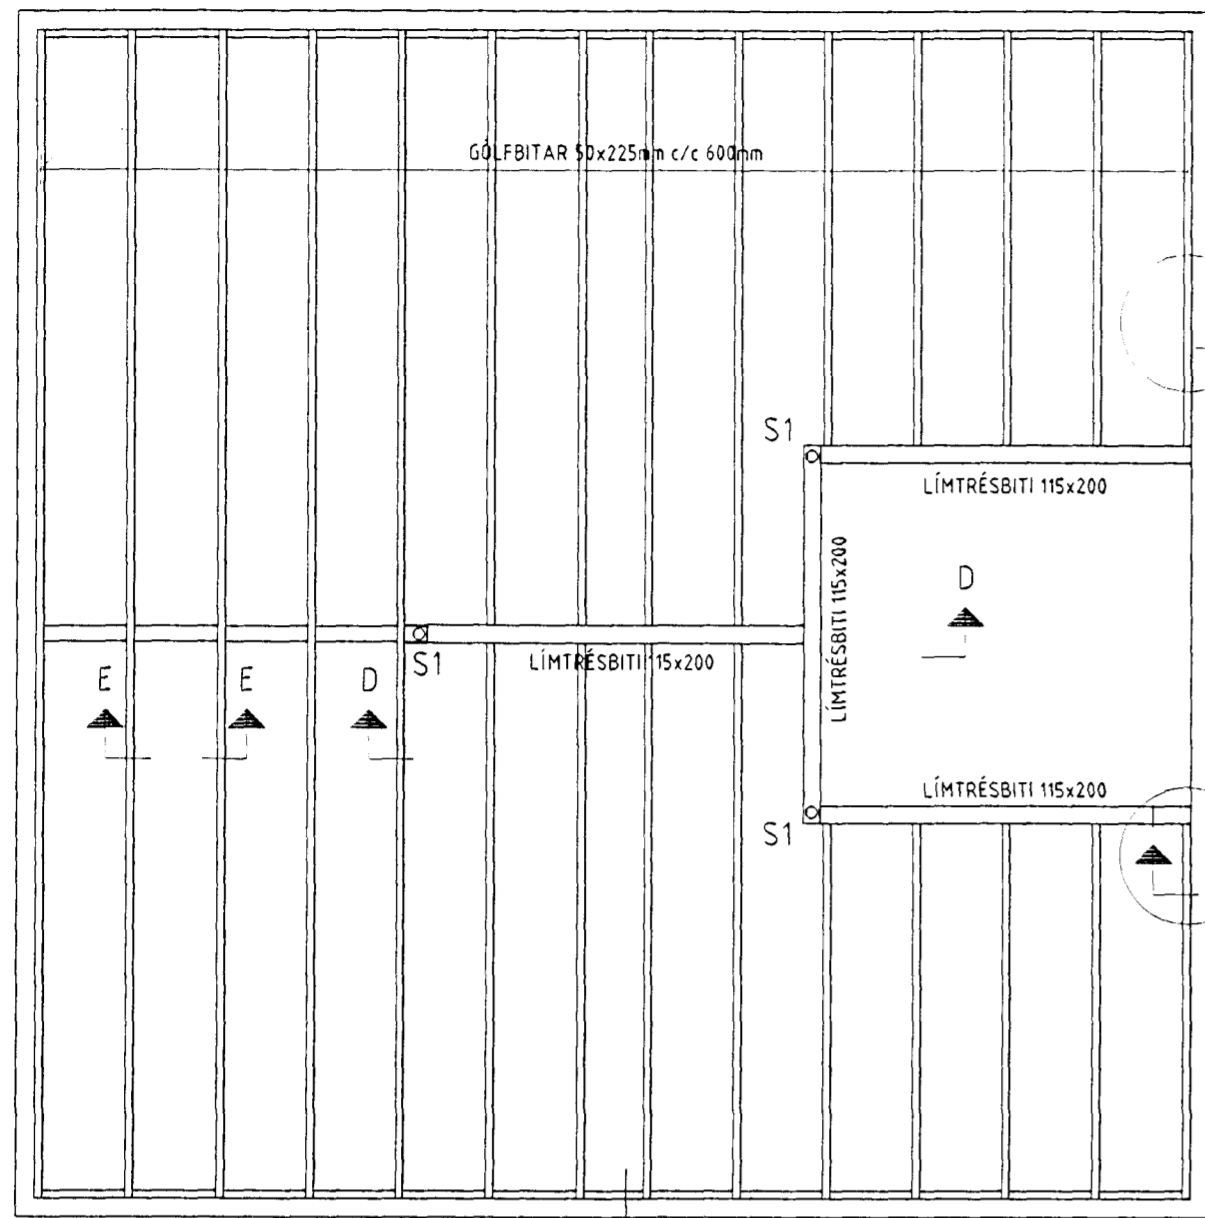 GÓLFBITAR 50x225mm c/c 600mm
S1
LÍMTRÉSBITI 115x200
LÍMTRÉSBITI 115x200
D
S1
LÍMTRÉSBITI 115x200
E
E
D
LÍMTRÉSBITI 115x200
S1